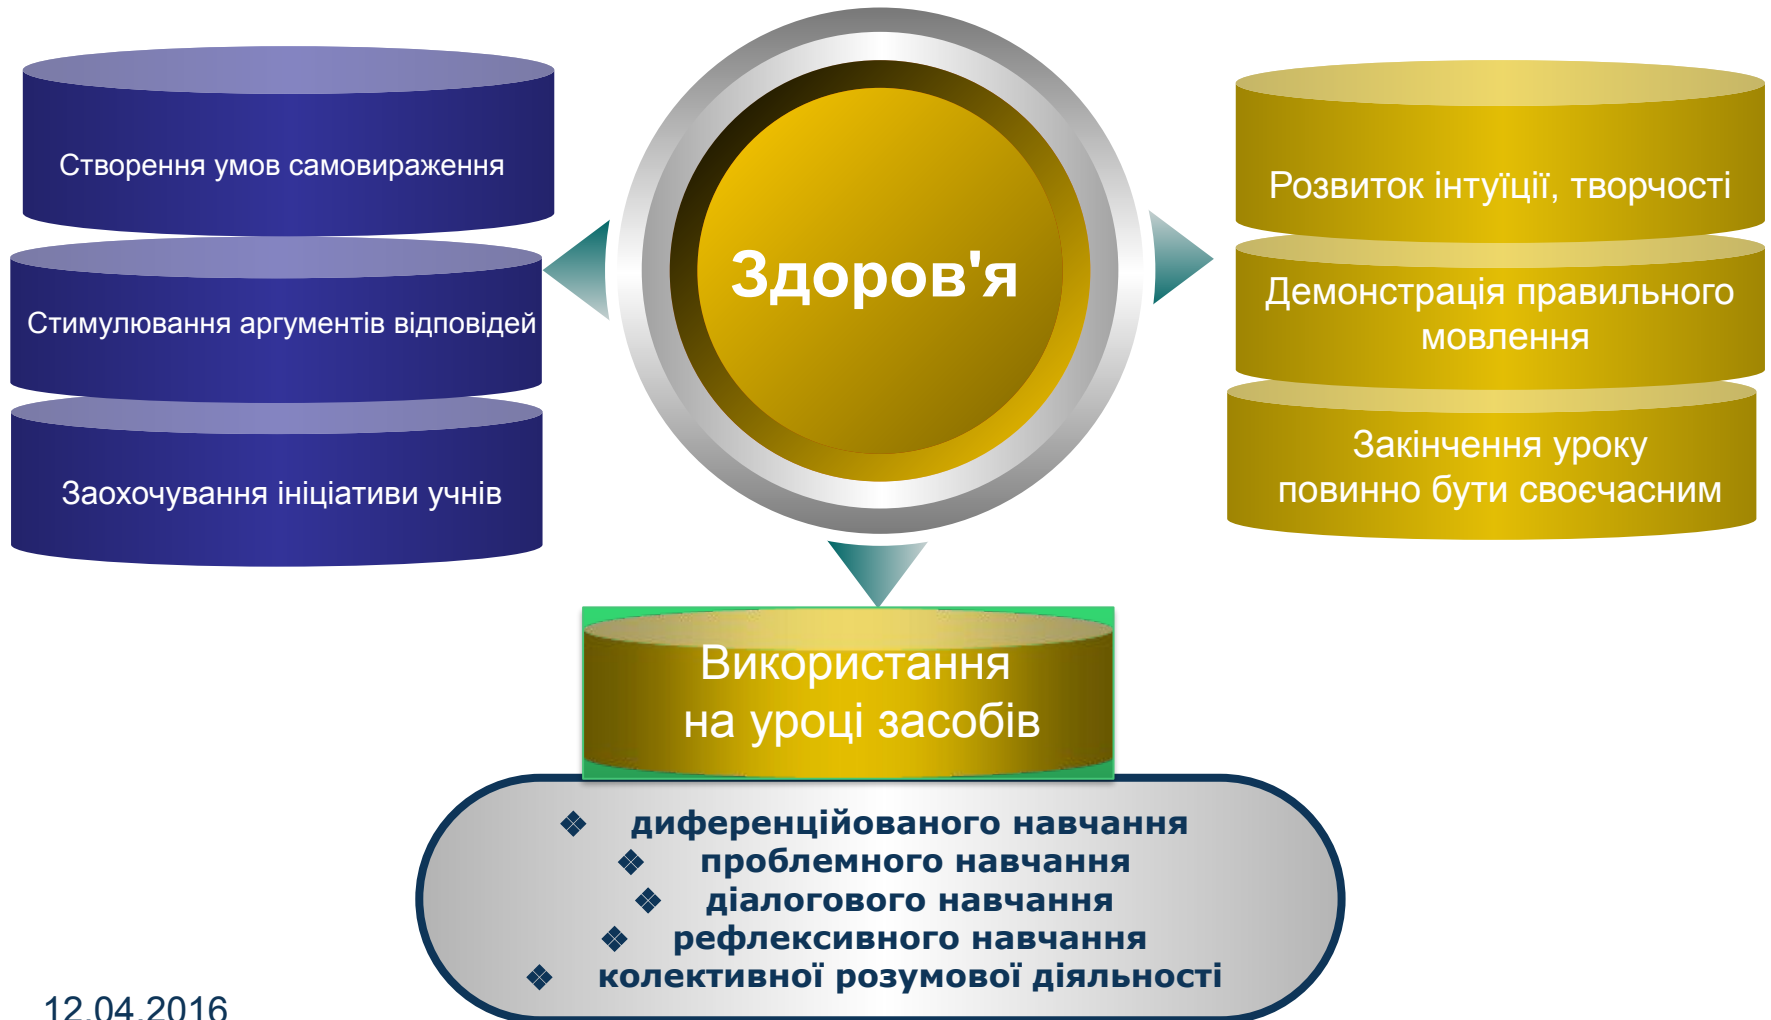 Створення умов самовираження
Стимулювання аргументів відповідей
Заохочування ініціативи учнів
Здоров'я
Розвиток інтуїції, творчості
Демонстрація правильного
мовлення
Закінчення уроку
повинно бути своєчасним
Використання
на уроці засобів
❖ диференційованого навчання
❖ проблемного навчання
❖ діалогового навчання
❖ рефлексивного навчання
❖ колективної розумової діяльності
12.04.2016